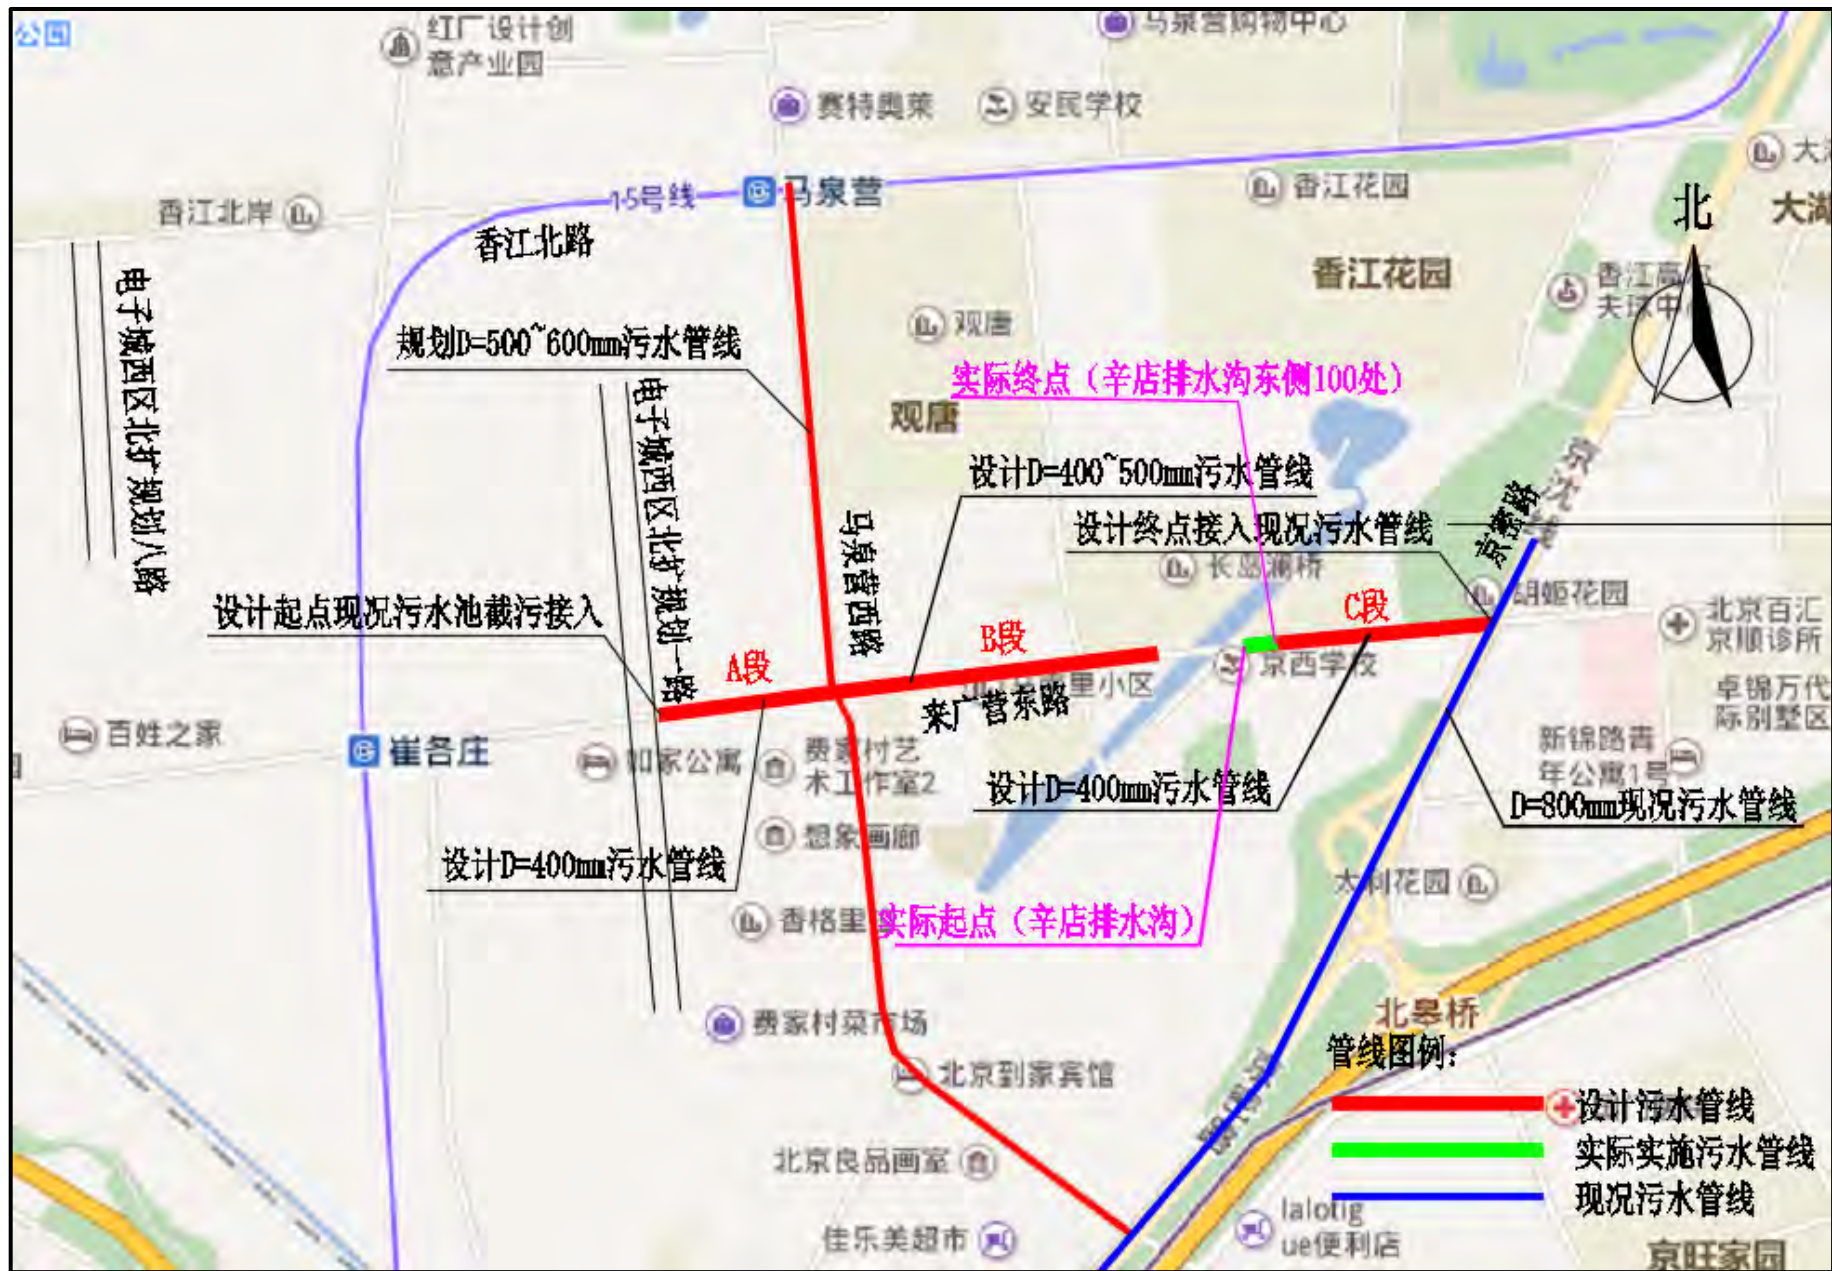 公园
红厂设计创
意产业园
马泉营购物中心
赛特奥莱
安民学校
香江北岸
15号线
马泉营
香江花园
北
大湖
香江北路
香江花园
电子城西区北扩规划八路
观唐
规划D=500~600mm污水管线
实际终点（辛店排水沟东侧100处）
电子城西区北扩规划一路
观唐
设计D=400~500mm污水管线
京沈线
京密路
设计终点接入现况污水管线
马泉营西路
长岛澜桥
胡姬花园
设计起点现况污水池截污接入
A段
B段
C段
北京百汇
京顺诊所
京西学校
里小区
来广营东路
卓锦万代
际别墅区
百姓之家
崔各庄
如家公寓
费家村艺
术工作室2
新锦路青
年公寓1号
设计D=400mm污水管线
D=800mm现况污水管线
想象画廊
设计D=400mm污水管线
太利花园
香格里
实际起点（辛店排水沟）
费家村菜市场
北皋桥
管线图例：
北京到家宾馆
设计污水管线
实际实施污水管线
现况污水管线
北京良品画室
佳乐美超市
lalotig
ue便利店
京旺家园